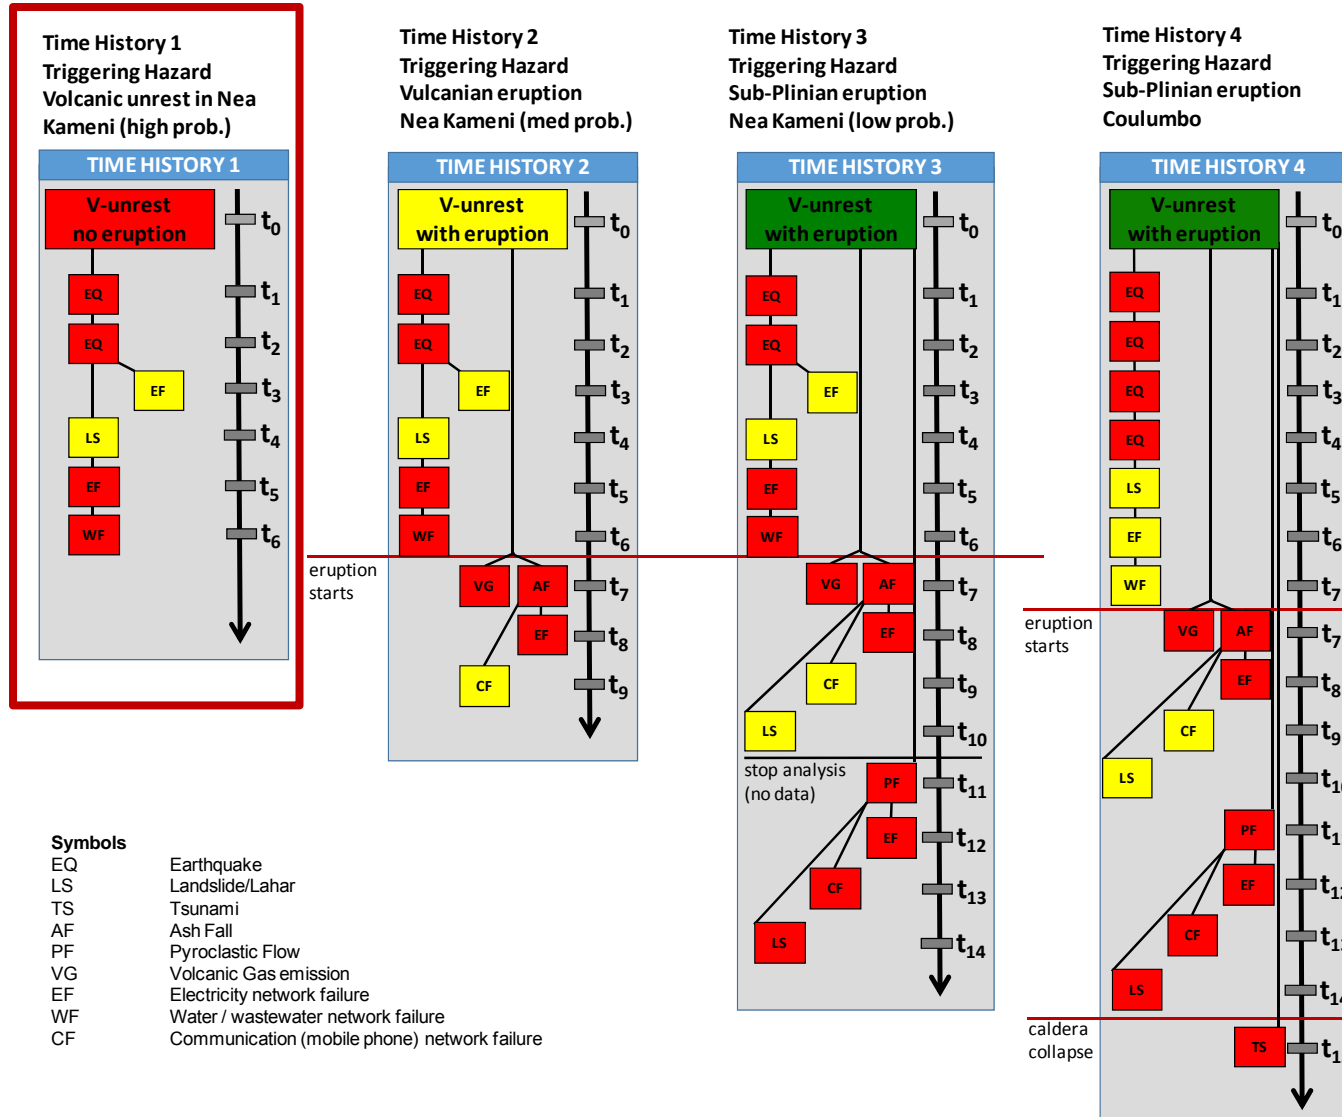 Time History 1
Triggering Hazard
Volcanic unrest in Nea
Kameni (high prob.)
TIME HISTORY 1
V-unrest
no eruption
t0
EQ
t1
EQ
t2
EF
t3
LS
t4
EF
t5
WF
t6
Time History 2
Triggering Hazard
Vulcanian eruption
Nea Kameni (med prob.)
TIME HISTORY 2
V-unrest
with eruption
t0
EQ
t1
EQ
t2
EF
t3
LS
t4
EF
t5
WF
t6
eruption
starts
VG
AF
t7
EF
t8
CF
t9
Time History 3
Triggering Hazard
Sub-Plinian eruption
Nea Kameni (low prob.)
TIME HISTORY 3
V-unrest
with eruption
t0
EQ
t1
EQ
t2
EF
t3
LS
t4
EF
t5
WF
t6
VG
AF
t7
EF
t8
CF
t9
LS
t10
stop analysis
(no data)
PF
t11
EF
t12
CF
t13
LS
t14
Time History 4
Triggering Hazard
Sub-Plinian eruption
Coulumbo
TIME HISTORY 4
V-unrest
with eruption
t0
EQ
t1
EQ
t2
EQ
t3
EQ
t4
LS
t5
EF
t6
WF
t7
eruption
starts
VG
AF
t7
EF
t8
CF
t9
LS
PF
EF
CF
LS
caldera
collapse
TS
Symbols
EQ Earthquake
LS Landslide/Lahar
TS Tsunami
AF Ash Fall
PF Pyroclastic Flow
VG Volcanic Gas emission
EF Electricity network failure
WF Water / wastewater network failure
CF Communication (mobile phone) network failure